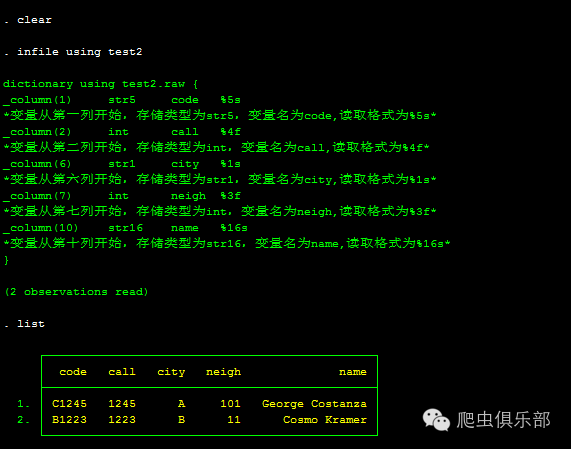 . clear
. infile using test2
dictionary using test2.raw {
_column(1)     str5     code   %5s
*变量从第一列开始，存储类型为str5，变量名为code,读取格式为%5s*
_column(2)     int      call   %4f
*变量从第二列开始，存储类型为int，变量名为call,读取格式为%4f*
_column(6)     str1     city   %1s
*变量从第六列开始，存储类型为str1，变量名为city,读取格式为%1s*
_column(7)     int      neigh  %3f
*变量从第七列开始，存储类型为int，变量名为neigh,读取格式为%3f*
_column(10)    str16    name   %16s
*变量从第十列开始，存储类型为str16，变量名为name,读取格式为%16s*
}
(2 observations read)
. list
code   call   city   neigh   name
1.   C1245   1245   A   101   George Costanza
2.   B1223   1223   B   11   Cosmo Kramer
爬虫俱乐部